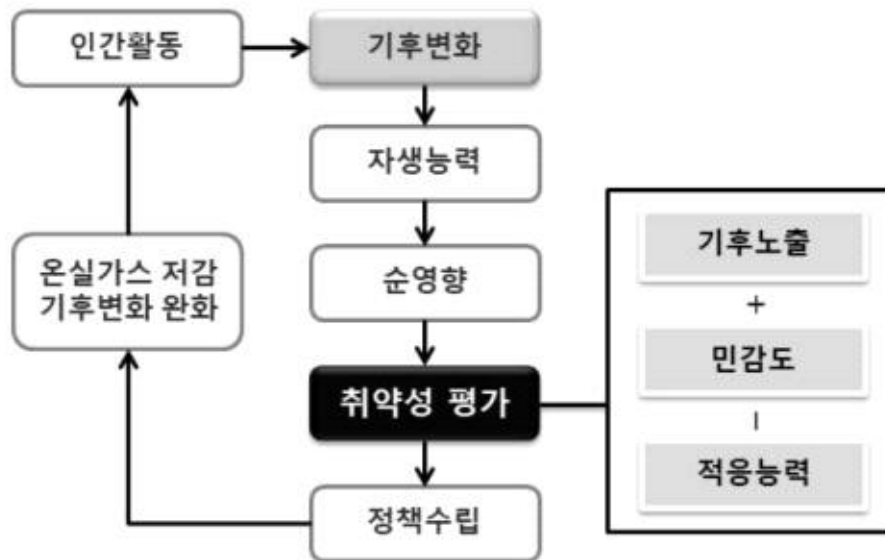 인간활동
기후변화
자생능력
순영향
취약성 평가
정책수립
온실가스 저감
기후변화 완화
기후노출
+
민감도
ㅣ
적응능력